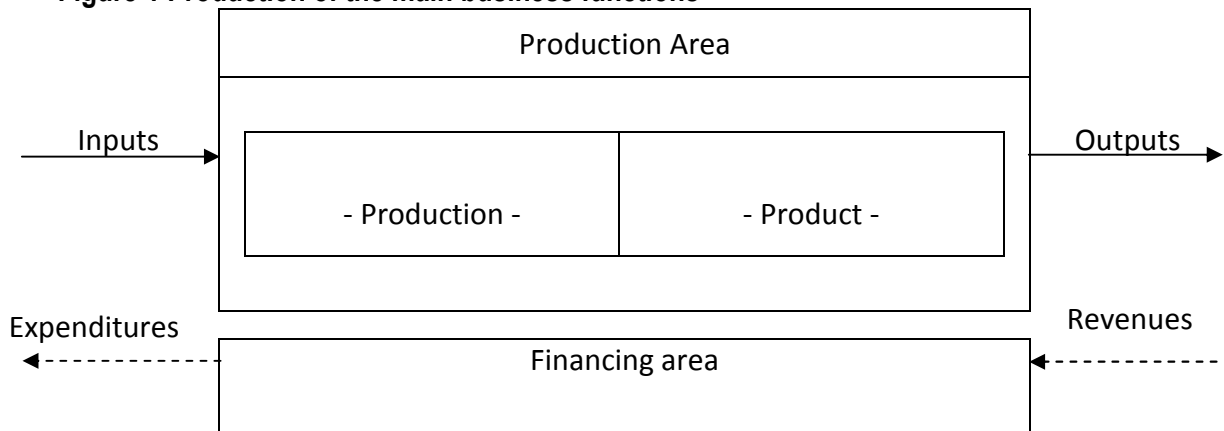 Production Area
Inputs
Outputs
- Production -
- Product -
Expenditures
Revenues
Financing area